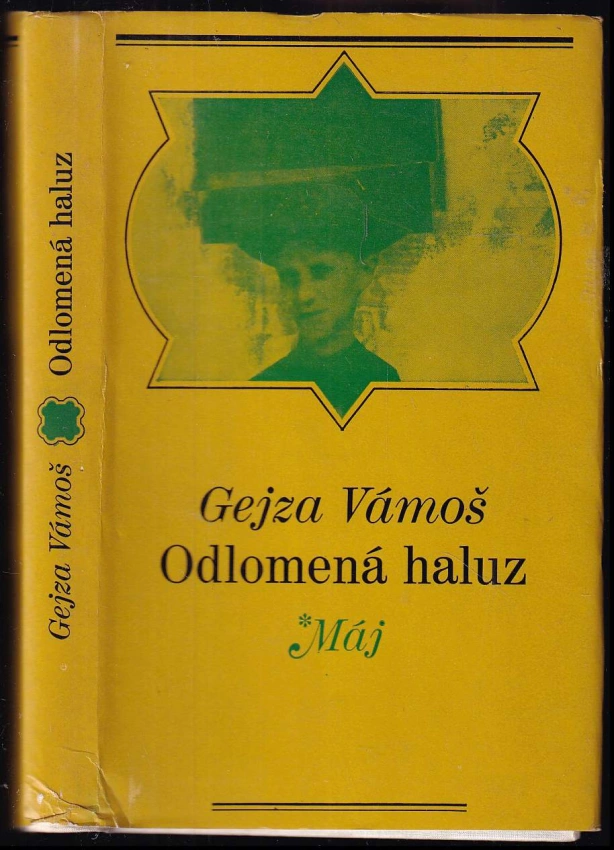 Gejza Vámoš Odlomená haluz
Gejza Vámoš
Odlomená haluz
*Máj